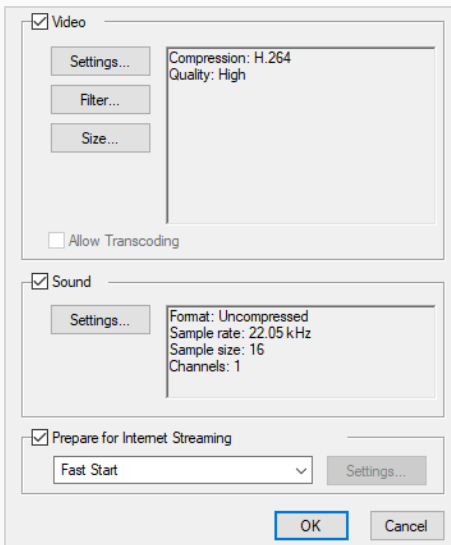 Video
Settings...
Compression: H.264
Quality: High
Filter...
Size...
Allow Transcoding
Sound
Settings...
Format: Uncompressed
Sample rate: 22.05 kHz
Sample size: 16
Channels: 1
Prepare for Internet Streaming
Fast Start
Settings...
OK
Cancel